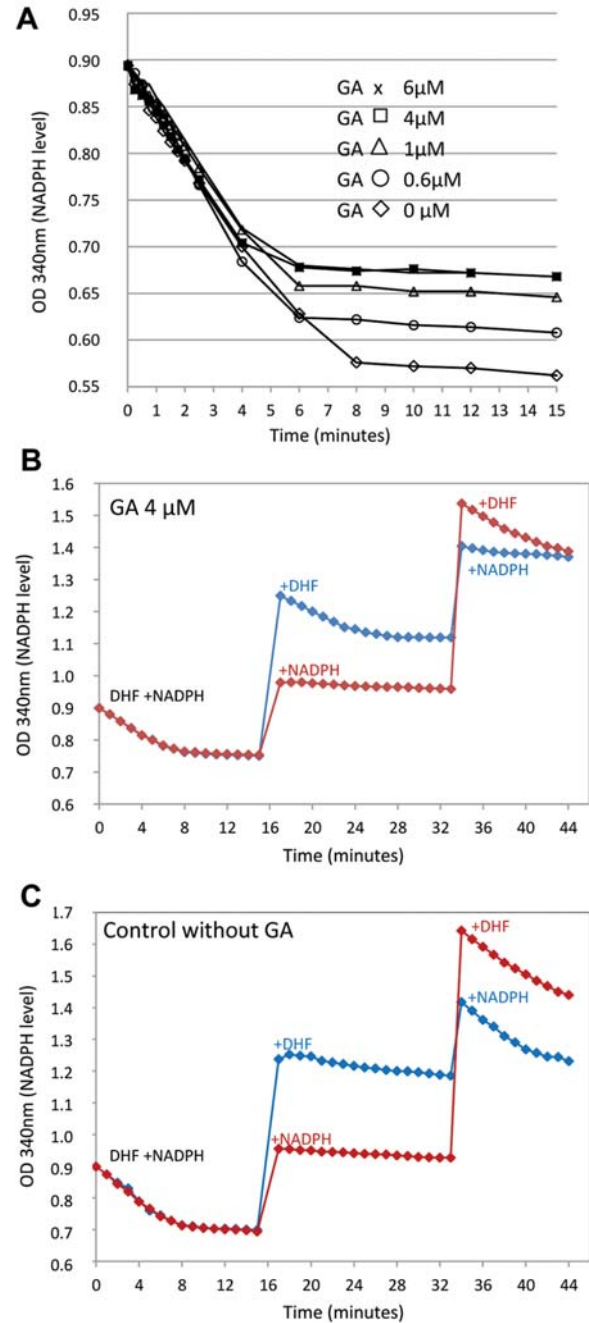 A
OD 340nm (NADPH level)
0.95
0.90
0.85
0.80
0.75
0.70
0.65
0.60
0.55
GA x 6µM
GA □ 4µM
GA △ 1µM
GA ○ 0.6µM
GA ◇ 0 µM
0 1 2 3 4 6 8 10 12 15
Time (minutes)
B
GA 4 µM
OD 340nm (NADPH level)
1.6
1.5
1.4
1.3
1.2
1.1
1.0
0.9
0.8
0.7
0.6
DHF +NADPH
+DHF
+NADPH
+DHF
+NADPH
0 4 8 12 16 20 24 28 32 36 40 44
Time (minutes)
C
Control without GA
OD 340nm (NADPH level)
1.7
1.6
1.5
1.4
1.3
1.2
1.1
1.0
0.9
0.8
0.7
0.6
DHF +NADPH
+DHF
+NADPH
+DHF
+NADPH
0 4 8 12 16 20 24 28 32 36 40 44
Time (minutes)